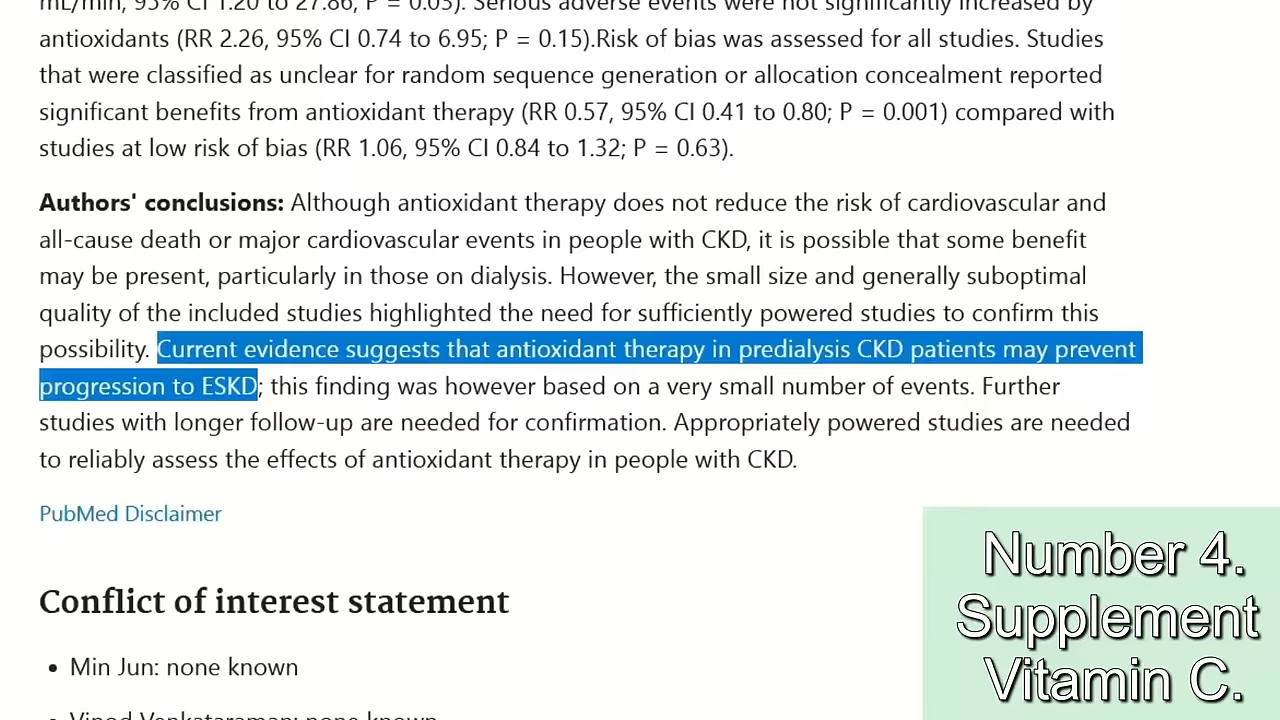 mL/min, 95% CI 1.20 to 27.86, P = 0.03). Serious adverse events were not significantly increased by
antioxidants (RR 2.26, 95% CI 0.74 to 6.95; P = 0.15).Risk of bias was assessed for all studies. Studies
that were classified as unclear for random sequence generation or allocation concealment reported
significant benefits from antioxidant therapy (RR 0.57, 95% CI 0.41 to 0.80; P = 0.001) compared with
studies at low risk of bias (RR 1.06, 95% CI 0.84 to 1.32; P = 0.63).
Authors' conclusions: Although antioxidant therapy does not reduce the risk of cardiovascular and
all-cause death or major cardiovascular events in people with CKD, it is possible that some benefit
may be present, particularly in those on dialysis. However, the small size and generally suboptimal
quality of the included studies highlighted the need for sufficiently powered studies to confirm this
possibility. Current evidence suggests that antioxidant therapy in predialysis CKD patients may prevent
progression to ESKD; this finding was however based on a very small number of events. Further
studies with longer follow-up are needed for confirmation. Appropriately powered studies are needed
to reliably assess the effects of antioxidant therapy in people with CKD.
PubMed Disclaimer
Conflict of interest statement
• Min Jun: none known
• Vinod Venkataraman: none known
Number 4.
Supplement
Vitamin C.